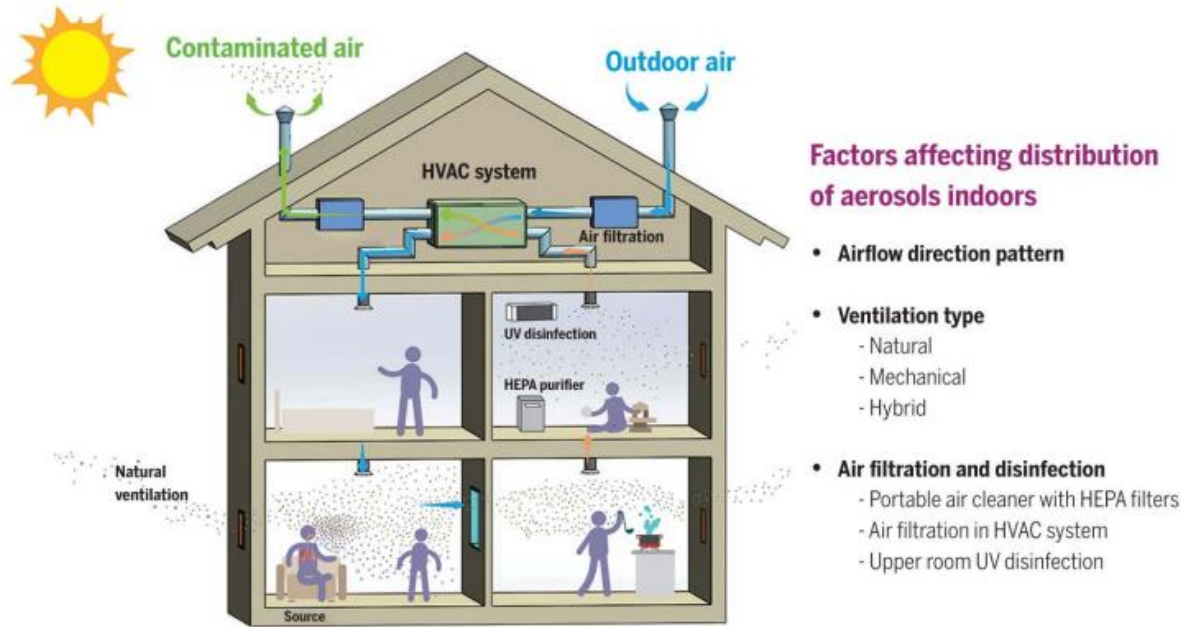 Contaminated air
Outdoor air
HVAC system
Air filtration
UV disinfection
HEPA purifier
Natural
ventilation
Source
Factors affecting distribution
of aerosols indoors
• Airflow direction pattern
• Ventilation type
- Natural
- Mechanical
- Hybrid
• Air filtration and disinfection
- Portable air cleaner with HEPA filters
- Air filtration in HVAC system
- Upper room UV disinfection